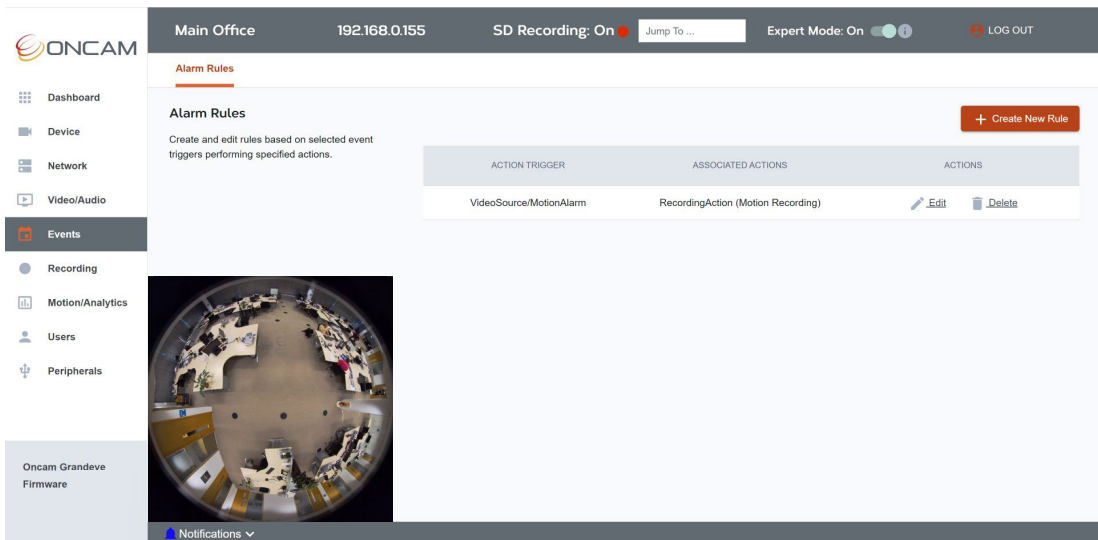 ONCAM
Main Office
192.168.0.155
SD Recording: On
Jump To ...
Expert Mode: On
LOG OUT
Alarm Rules
Dashboard
Device
Network
Video/Audio
Events
Recording
Motion/Analytics
Users
Peripherals
Oncam Grandeve
Firmware
Alarm Rules
Create and edit rules based on selected event
triggers performing specified actions.
+ Create New Rule
ACTION TRIGGER
ASSOCIATED ACTIONS
ACTIONS
VideoSource/MotionAlarm
RecordingAction (Motion Recording)
Edit
Delete
Notifications